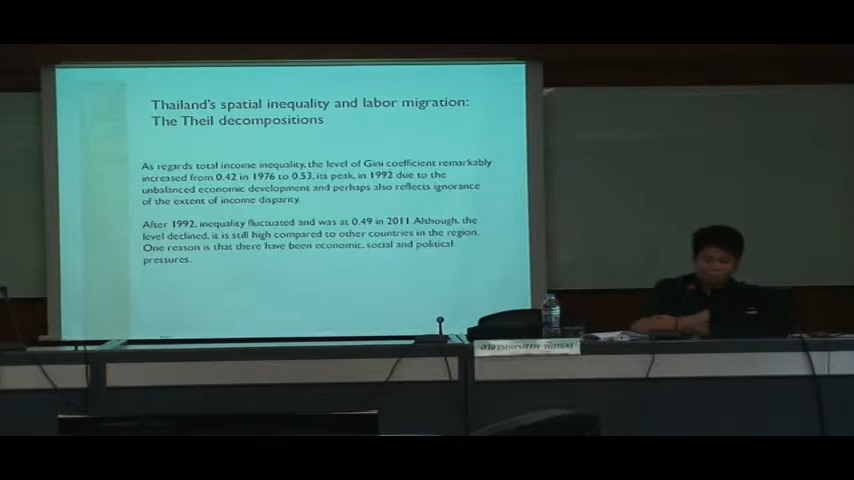 Thailand's spatial inequality and labor migration:
The Theil decompositions
As regards total income inequality, the level of Gini coefficient remarkably
increased from 0.42 in 1976 to 0.53, its peak, in 1992 due to the
unbalanced economic development and perhaps also reflects ignorance
of the extent of income disparity.
After 1992, inequality fluctuated and was at 0.49 in 2011. Although, the
level declined, it is still high compared to other countries in the region.
One reason is that there have been economic, social and political
pressures.